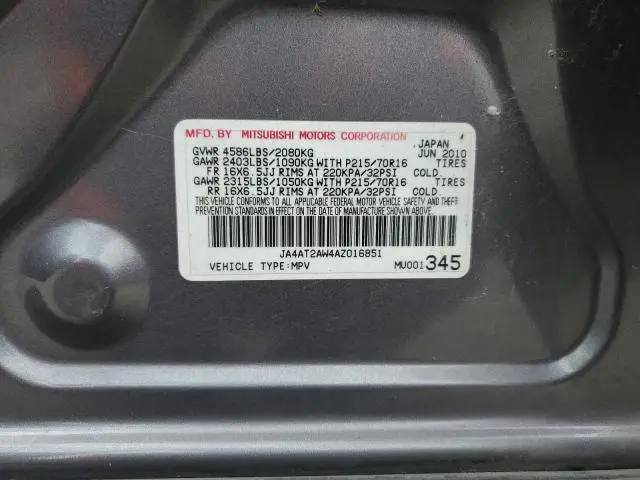 MFD. BY MITSUBISHI MOTORS CORPORATION
JAPAN
GVWR 4586LBS/2080KG JUN 2010
GAWR 2403LBS/1090KG WITH P215/70R16 TIRES
FR 16X6.5JJ RIMS AT 220KPA/32PSI COLD.
GAWR 2315LBS/1050KG WITH P215/70R16 TIRES
RR 16X6.5JJ RIMS AT 220KPA/32PSI COLD.
THIS VEHICLE CONFORMS TO ALL APPLICABLE FEDERAL MOTOR VEHICLE SAFETY AND THEFT
PREVENTION STANDARDS IN EFFECT ON THE DATE OF MANUFACTURE SHOWN ABOVE.
JA4AT2AW4AZ016851
VEHICLE TYPE:MPV MU001345